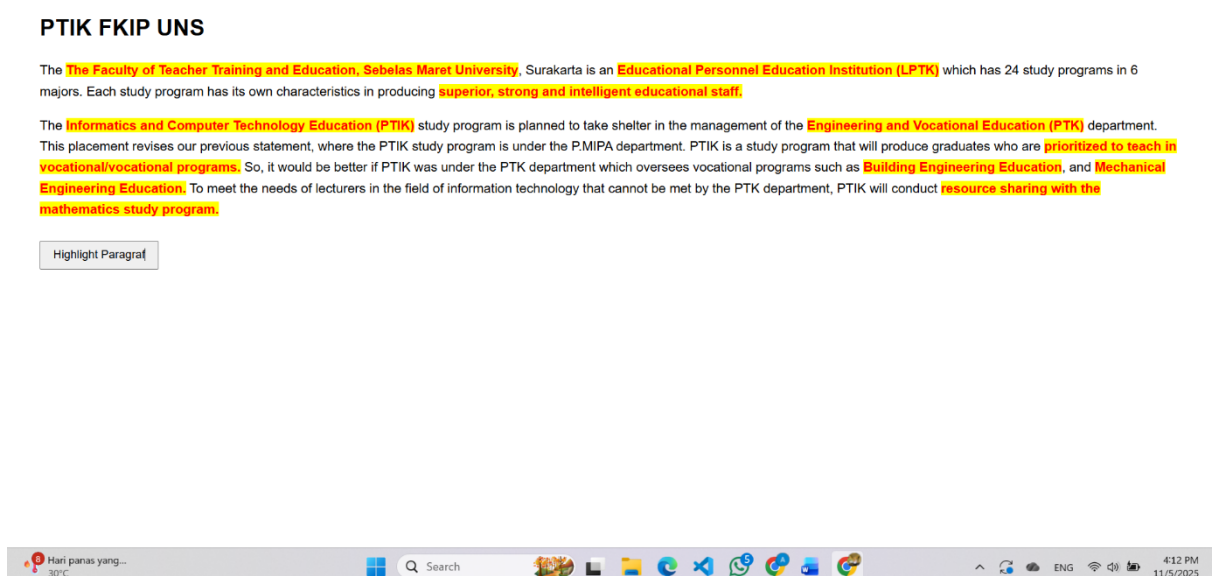 PTIK FKIP UNS
The The Faculty of Teacher Training and Education, Sebelas Maret University, Surakarta is an Educational Personnel Education Institution (LPTK) which has 24 study programs in 6
majors. Each study program has its own characteristics in producing superior, strong and intelligent educational staff.
The Informatics and Computer Technology Education (PTIK) study program is planned to take shelter in the management of the Engineering and Vocational Education (PTK) department.
This placement revises our previous statement, where the PTIK study program is under the P.MIPA department. PTIK is a study program that will produce graduates who are prioritized to teach in
vocational/vocational programs. So, it would be better if PTIK was under the PTK department which oversees vocational programs such as Building Engineering Education, and Mechanical
Engineering Education. To meet the needs of lecturers in the field of information technology that cannot be met by the PTK department, PTIK will conduct resource sharing with the
mathematics study program.
Highlight Paragraf
8
Hari panas yang...
30°C
Search
5
ENG
4:12 PM
11/5/2025